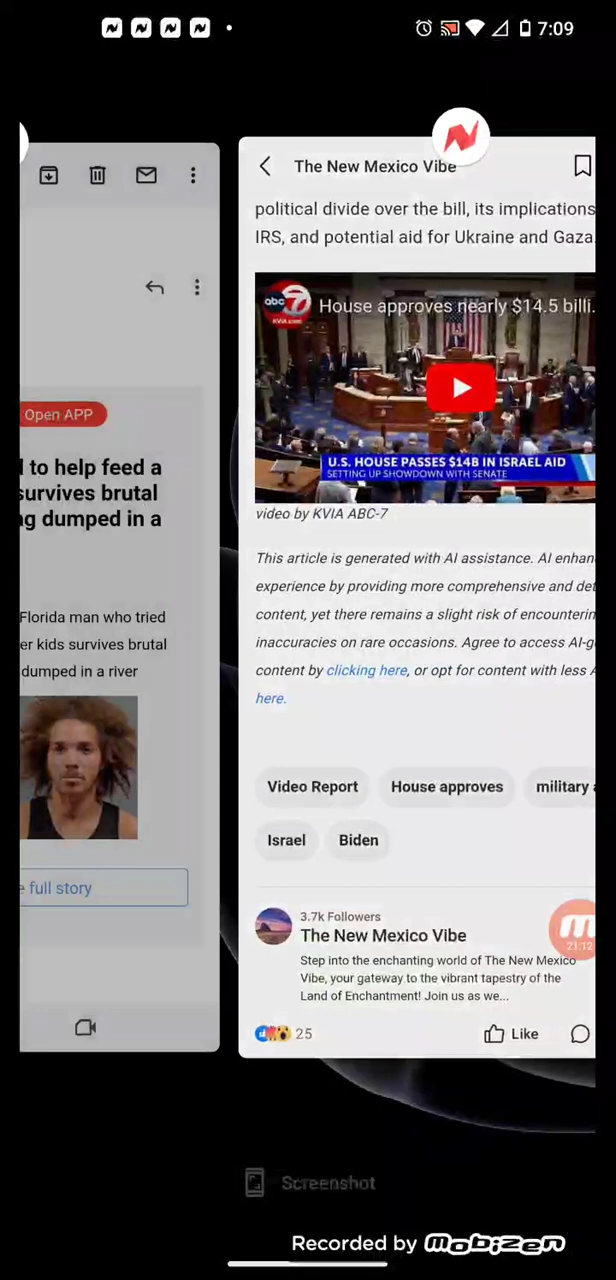 7:09
The New Mexico Vibe
political divide over the bill, its implications
IRS, and potential aid for Ukraine and Gaza.
abc 7
KVIA.com
House approves nearly $14.5 billi...
U.S. HOUSE PASSES $14B IN ISRAEL AID
SETTING UP SHOWDOWN WITH SENATE
video by KVIA ABC-7
This article is generated with AI assistance. AI enhan
experience by providing more comprehensive and det
content, yet there remains a slight risk of encounterin
inaccuracies on rare occasions. Agree to access AI-g
content by clicking here, or opt for content with less A
here.
Video Report
House approves
military a
Israel
Biden
3.7k Followers
The New Mexico Vibe
Step into the enchanting world of The New Mexico
Vibe, your gateway to the vibrant tapestry of the
Land of Enchantment! Join us as we...
21:12
25
Like
Open APP
l to help feed a
survives brutal
ng dumped in a
Florida man who tried
er kids survives brutal
dumped in a river
e full story
Screenshot
Recorded by mobizen